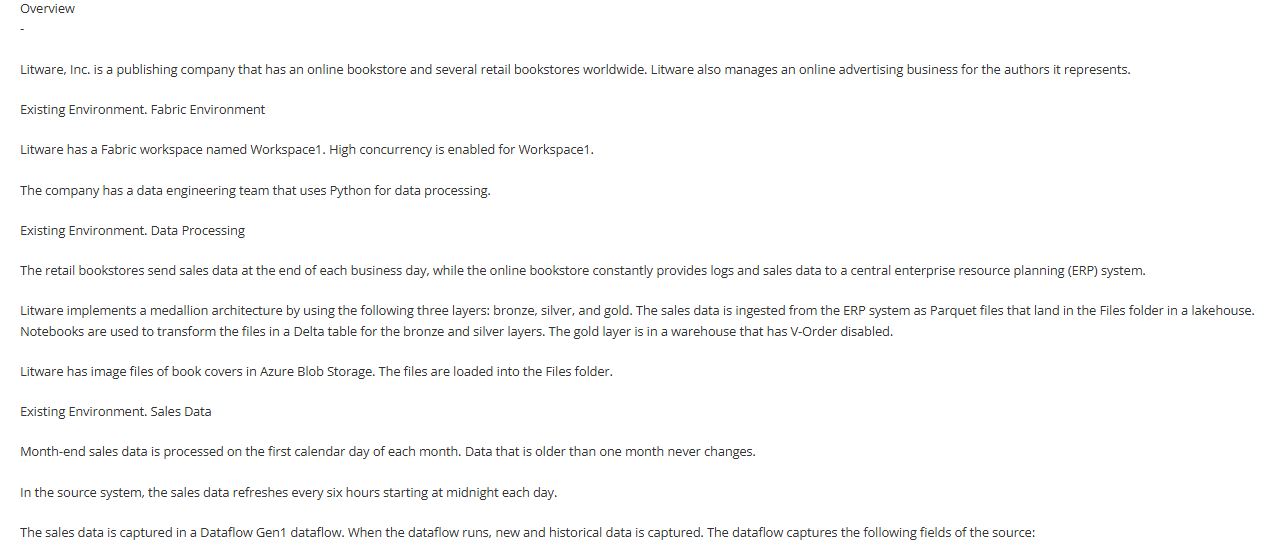 Overview
-
Litware, Inc. is a publishing company that has an online bookstore and several retail bookstores worldwide. Litware also manages an online advertising business for the authors it represents.
Existing Environment. Fabric Environment
Litware has a Fabric workspace named Workspace1. High concurrency is enabled for Workspace1.
The company has a data engineering team that uses Python for data processing.
Existing Environment. Data Processing
The retail bookstores send sales data at the end of each business day, while the online bookstore constantly provides logs and sales data to a central enterprise resource planning (ERP) system.
Litware implements a medallion architecture by using the following three layers: bronze, silver, and gold. The sales data is ingested from the ERP system as Parquet files that land in the Files folder in a lakehouse.
Notebooks are used to transform the files in a Delta table for the bronze and silver layers. The gold layer is in a warehouse that has V-Order disabled.
Litware has image files of book covers in Azure Blob Storage. The files are loaded into the Files folder.
Existing Environment. Sales Data
Month-end sales data is processed on the first calendar day of each month. Data that is older than one month never changes.
In the source system, the sales data refreshes every six hours starting at midnight each day.
The sales data is captured in a Dataflow Gen1 dataflow. When the dataflow runs, new and historical data is captured. The dataflow captures the following fields of the source: